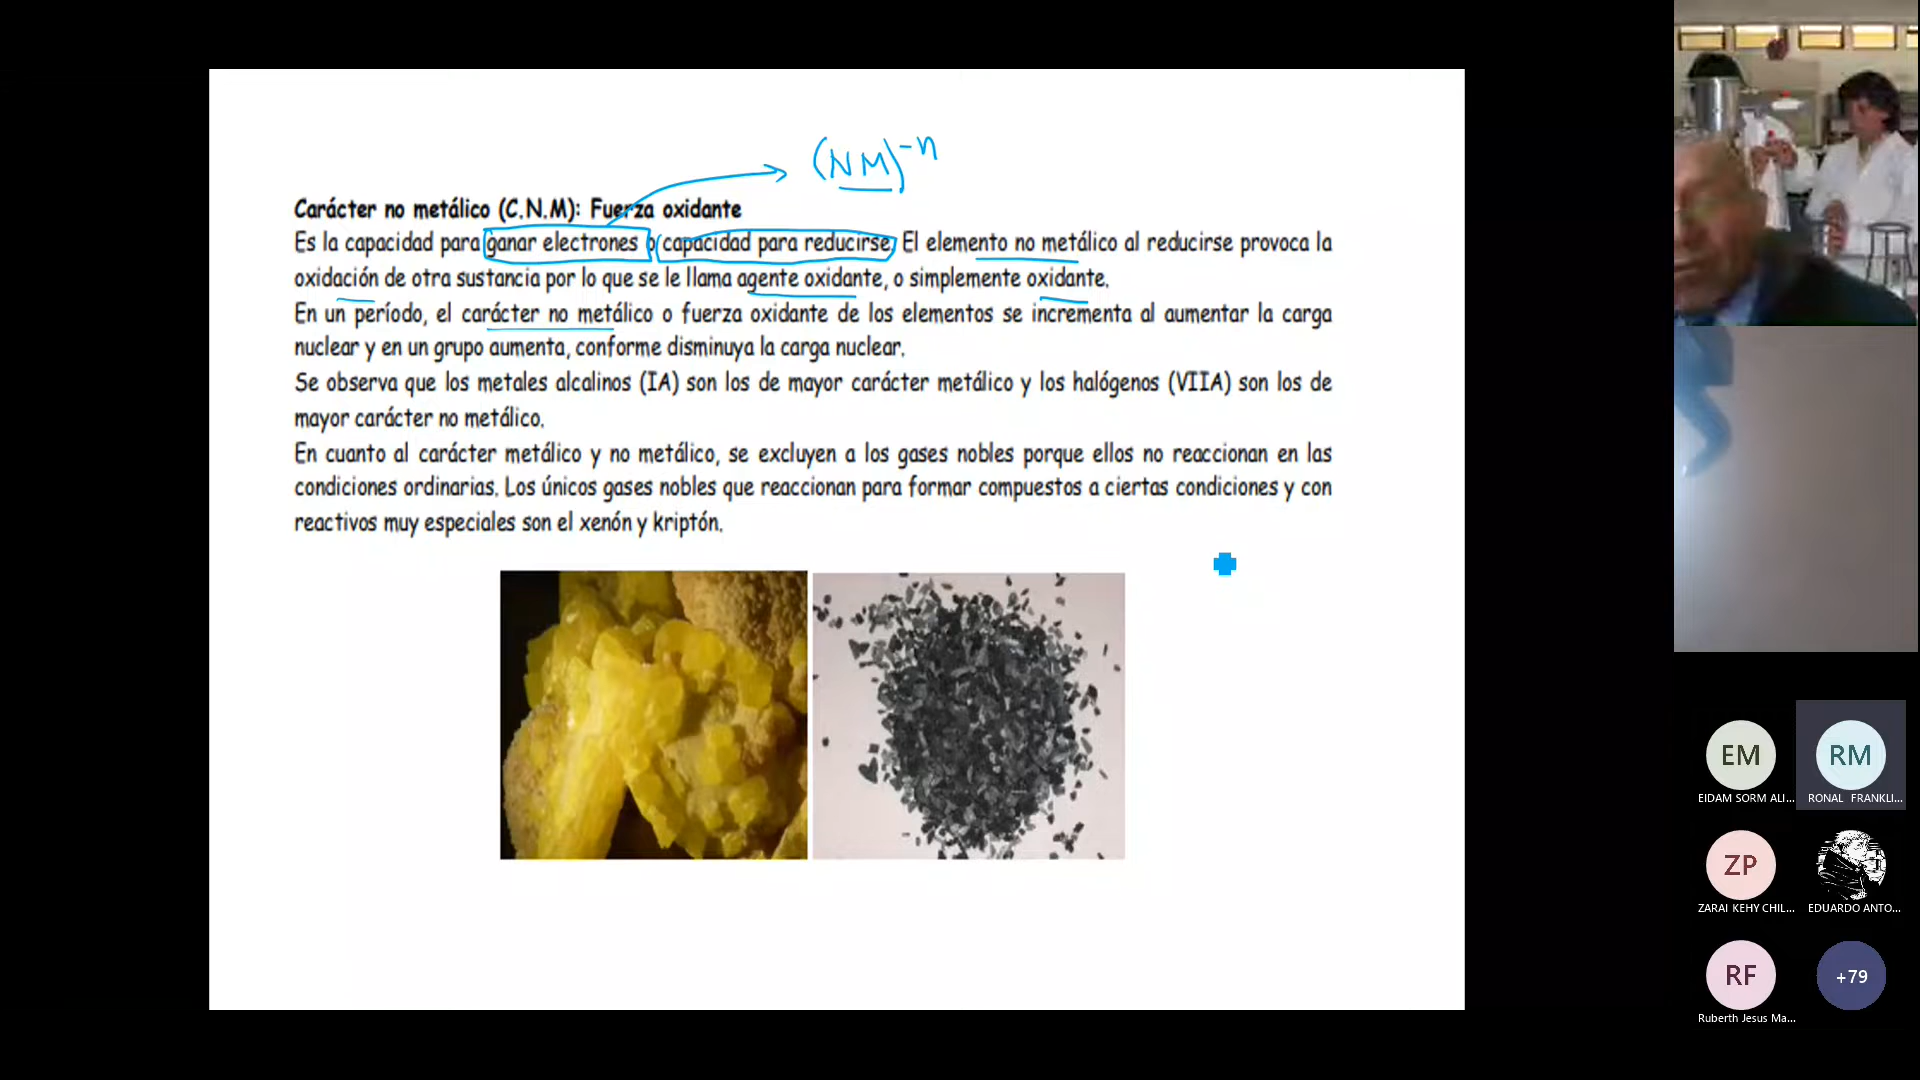 (NM)⁻ⁿ
Carácter no metálico (C.N.M): Fuerza oxidante
Es la capacidad para ganar electrones o capacidad para reducirse. El elemento no metálico al reducirse provoca la
oxidación de otra sustancia por lo que se le llama agente oxidante, o simplemente oxidante.
En un período, el carácter no metálico o fuerza oxidante de los elementos se incrementa al aumentar la carga
nuclear y en un grupo aumenta, conforme disminuya la carga nuclear.
Se observa que los metales alcalinos (IA) son los de mayor carácter metálico y los halógenos (VIIA) son los de
mayor carácter no metálico.
En cuanto al carácter metálico y no metálico, se excluyen a los gases nobles porque ellos no reaccionan en las
condiciones ordinarias. Los únicos gases nobles que reaccionan para formar compuestos a ciertas condiciones y con
reactivos muy especiales son el xenón y kriptón.
EM
EIDAM SORM ALI...
RM
RONAL FRANKLI...
ZP
ZARAI KEHY CHIL...
EDUARDO ANTO...
RF
Ruberth Jesus Ma...
+79